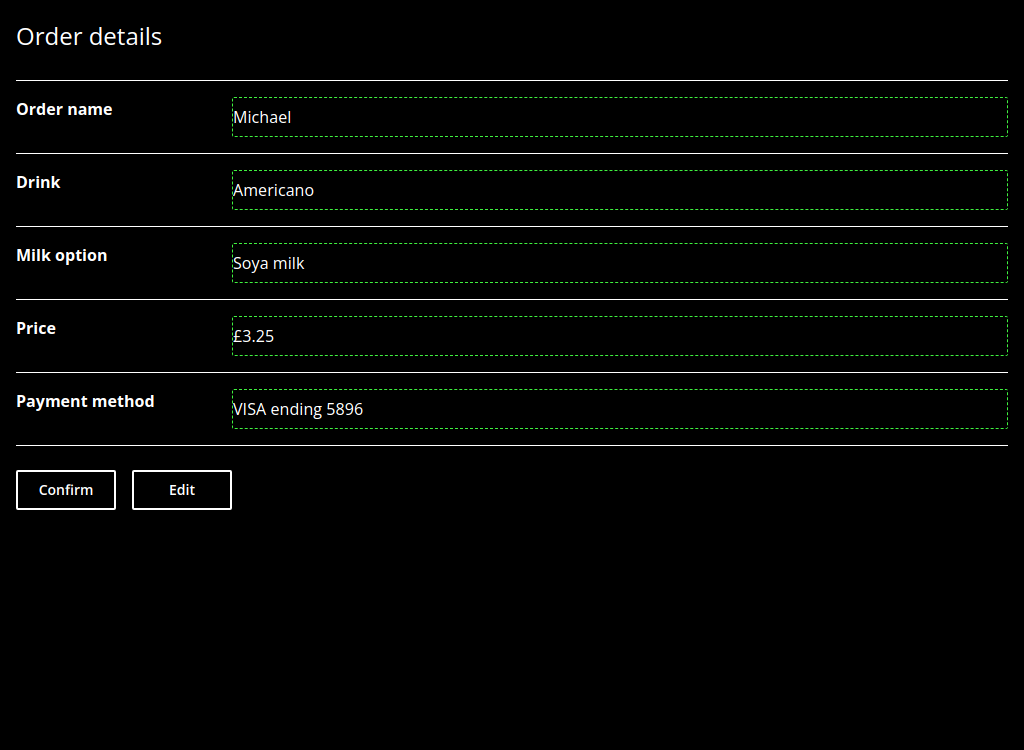 Order details
Order name
Michael
Drink
Americano
Milk option
Soya milk
Price
£3.25
Payment method
VISA ending 5896
Confirm
Edit